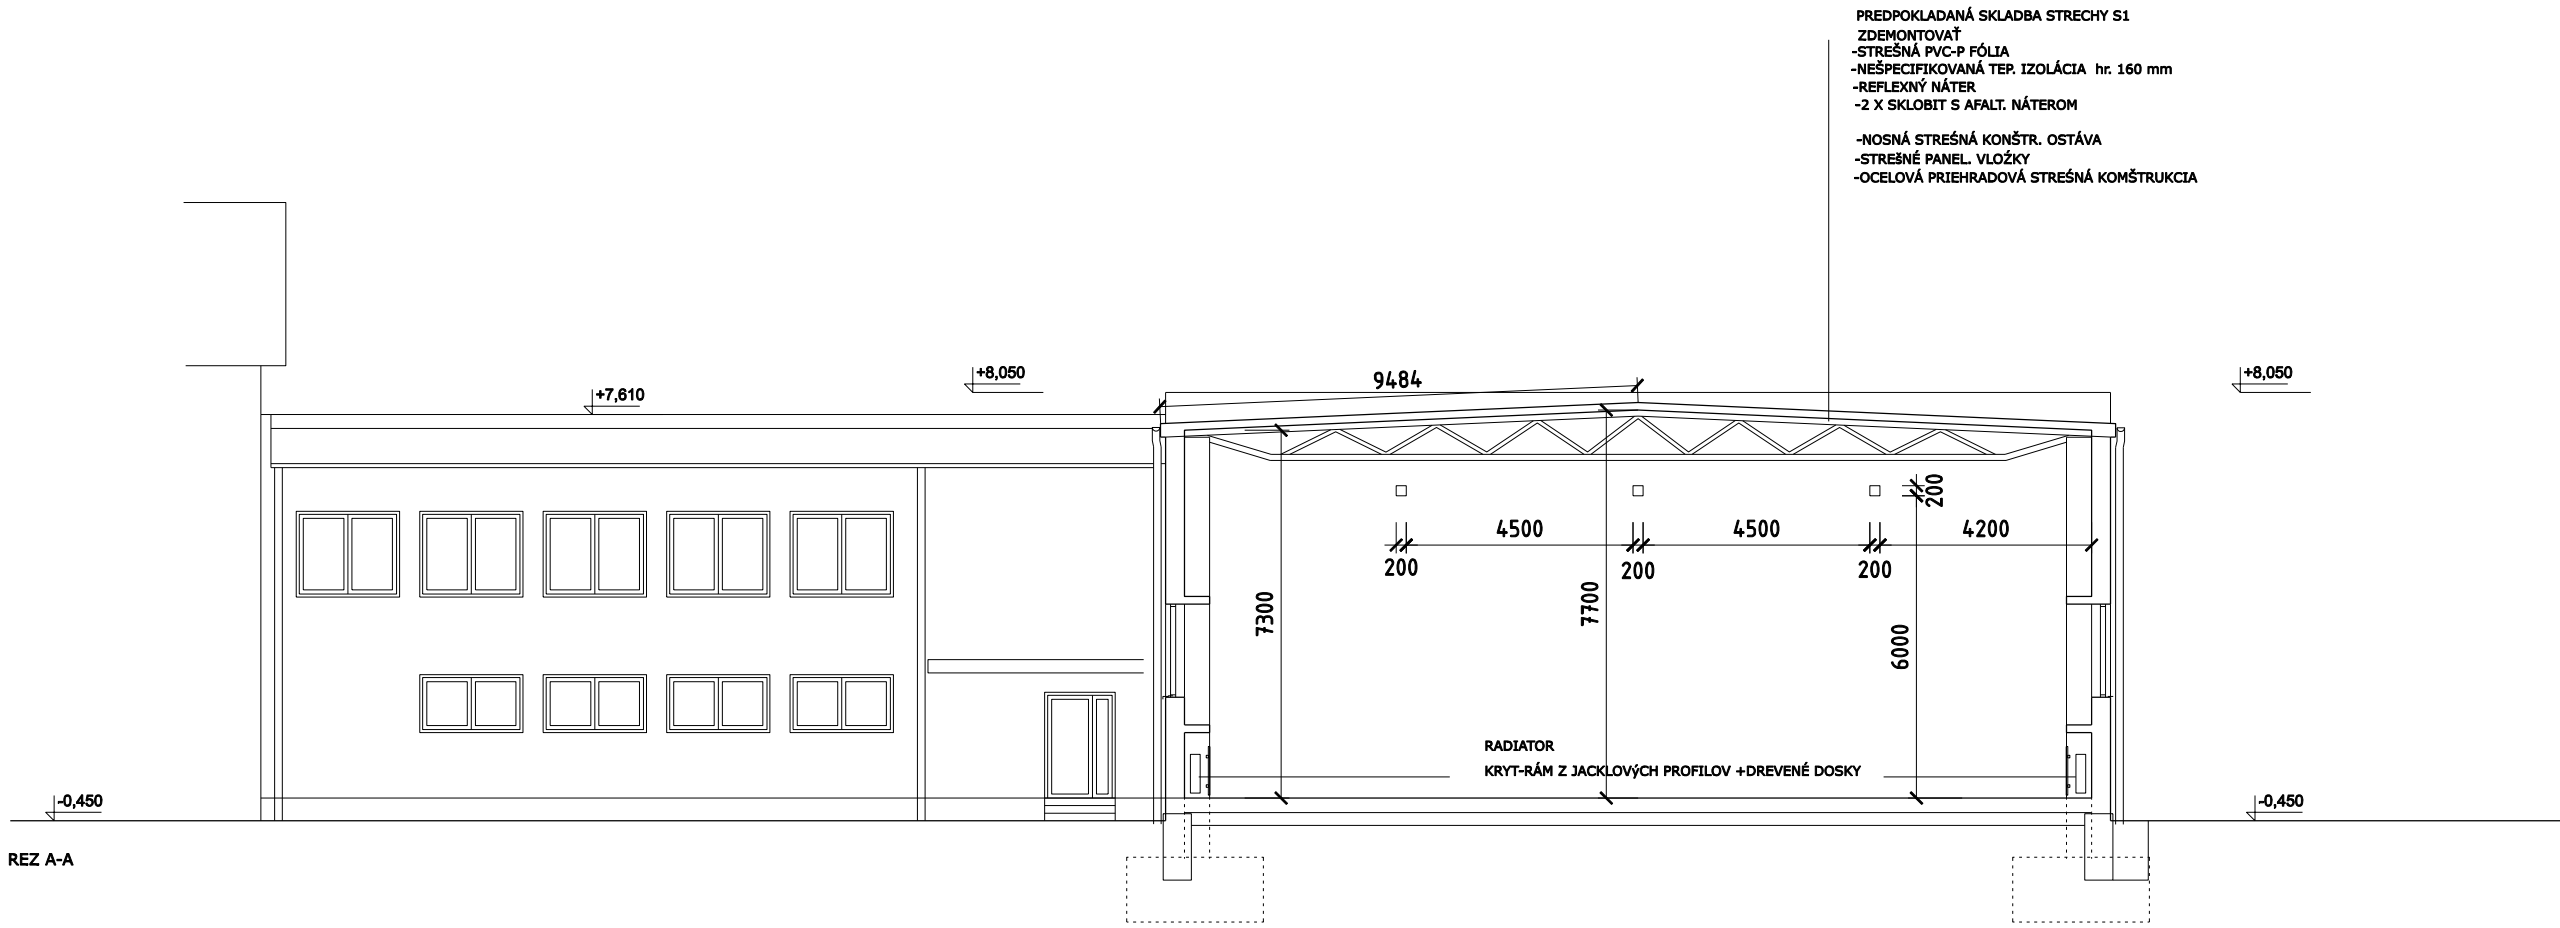 PREDPOKLADANÁ SKLADBA STRECHY S1
ZDEMONTOVAŤ
-STREŠNÁ PVC-P FÓLIA
-NEŠPECIFIKOVANÁ TEP. IZOLÁCIA hr. 160 mm
-REFLEXNÝ NÁTER
-2 X SKLOBIT S AFALT. NÁTEROM
-NOSNÁ STREŚNÁ KONŠTR. OSTÁVA
-STREšNÉ PANEL. VLOŹKY
-OCELOVÁ PRIEHRADOVÁ STREŚNÁ KOMŠTRUKCIA
+8,050
9484
+8,050
+7,610
200
4500
4500
4200
200
200
200
7300
7700
6000
RADIATOR
KRYT-RÁM Z JACKLOVýCH PROFILOV +DREVENÉ DOSKY
-0,450
-0,450
REZ A-A